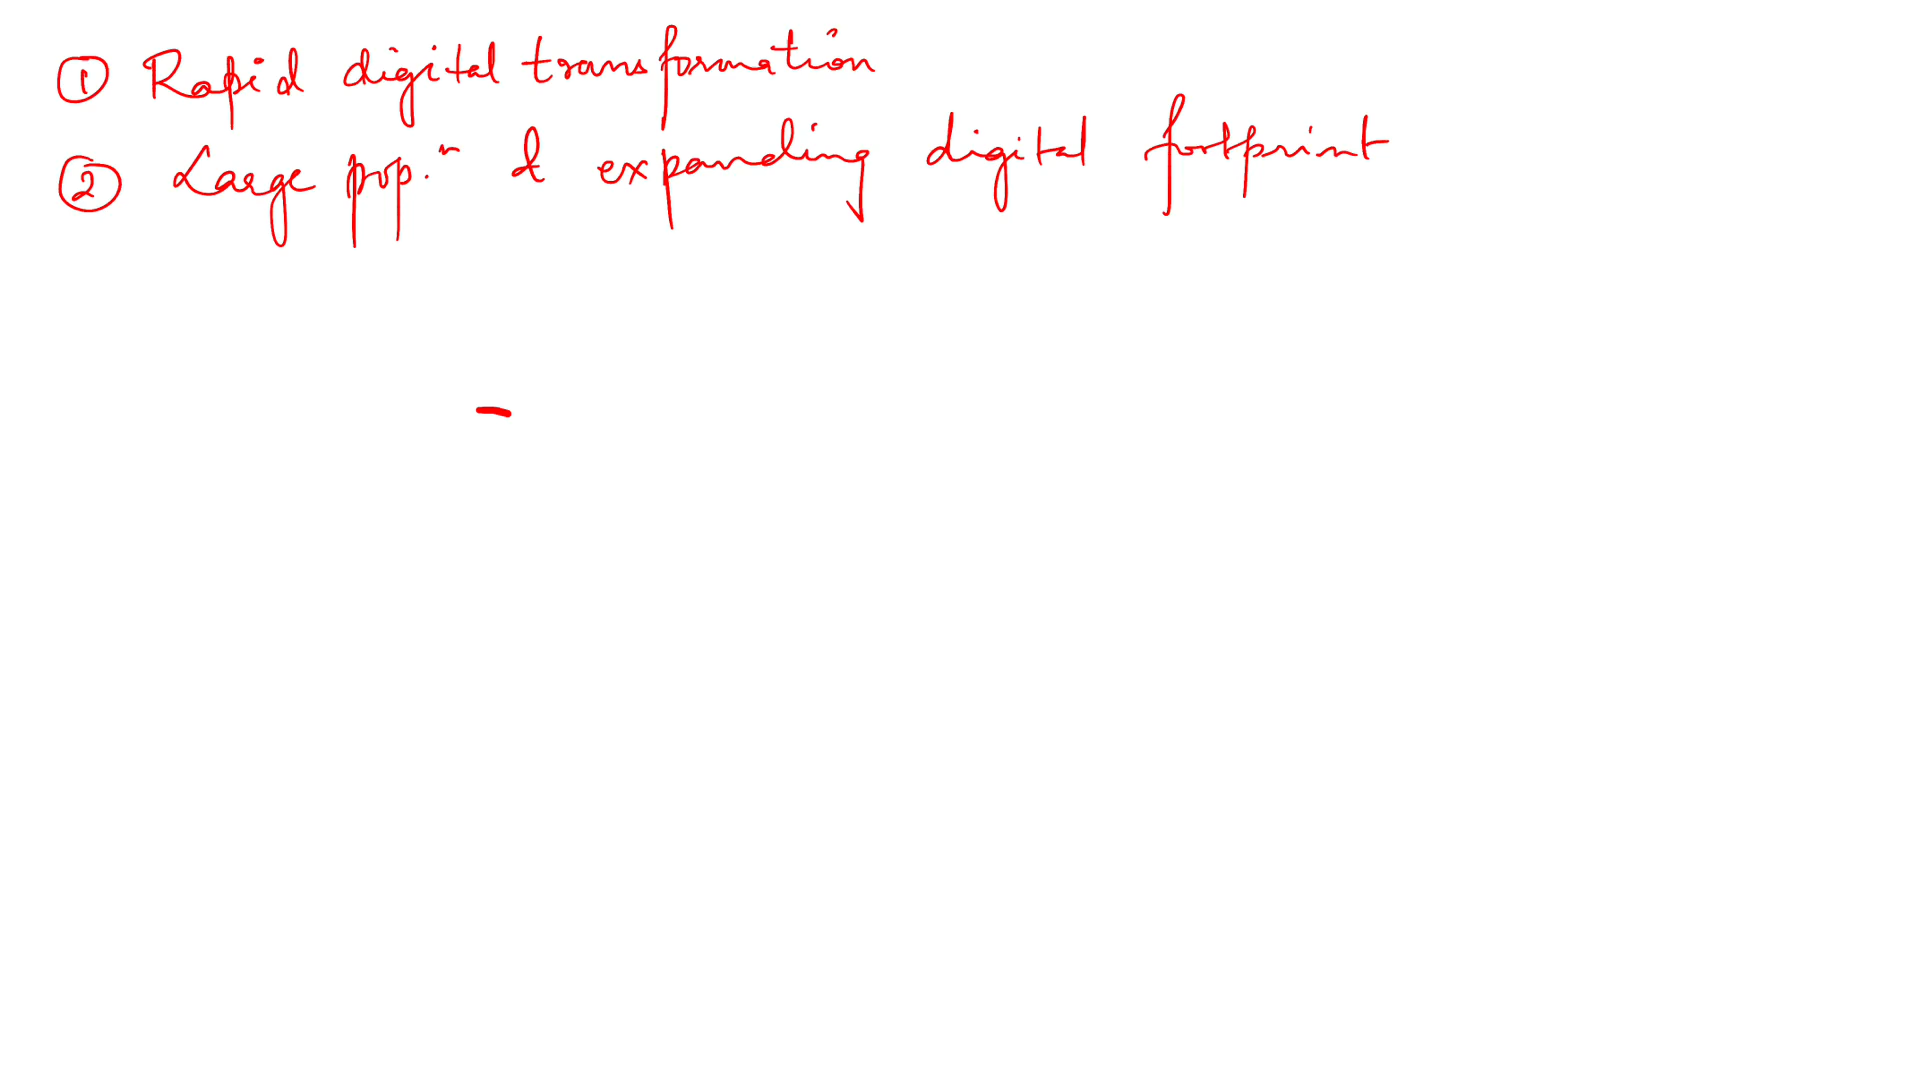 ① Rapid digital transformation
② Large pop.ⁿ & expanding digital footprint